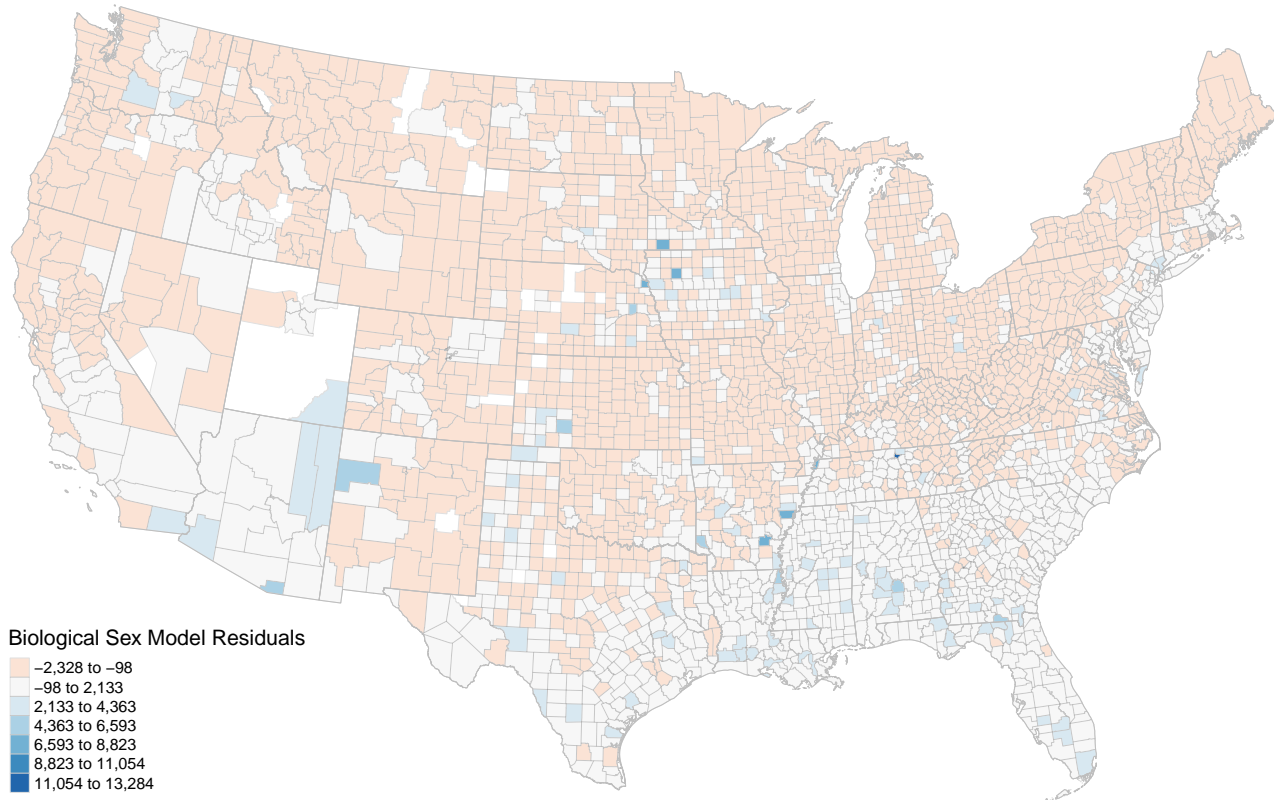 Biological Sex Model Residuals
−2,328 to −98
−98 to 2,133
2,133 to 4,363
4,363 to 6,593
6,593 to 8,823
8,823 to 11,054
11,054 to 13,284